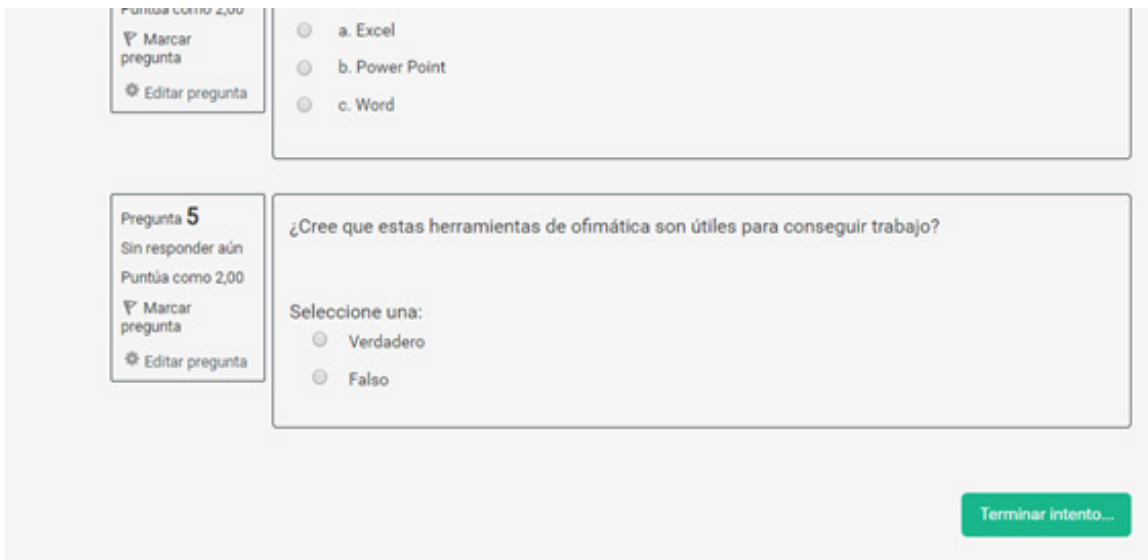 Puntúa como 2,00
Marcar
pregunta
Editar pregunta
a. Excel
b. Power Point
c. Word
Pregunta 5
Sin responder aún
Puntúa como 2,00
Marcar
pregunta
Editar pregunta
¿Cree que estas herramientas de ofimática son útiles para conseguir trabajo?
Seleccione una:
Verdadero
Falso
Terminar intento...